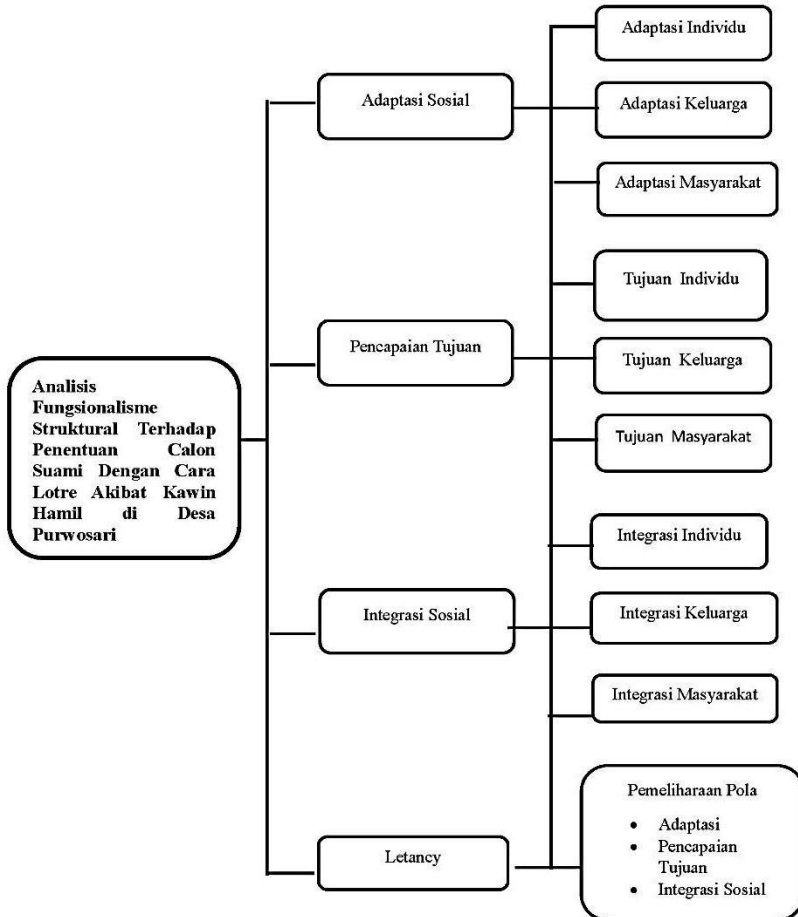 Analisis
Fungsionalisme
Struktural Terhadap
Penentuan Calon
Suami Dengan Cara
Lotre Akibat Kawin
Hamil di Desa
Purwosari
Adaptasi Sosial
Adaptasi Individu
Adaptasi Keluarga
Adaptasi Masyarakat
Pencapaian Tujuan
Tujuan Individu
Tujuan Keluarga
Tujuan Masyarakat
Integrasi Sosial
Integrasi Individu
Integrasi Keluarga
Integrasi Masyarakat
Letancy
Pemeliharaan Pola
• Adaptasi
• Pencapaian
Tujuan
• Integrasi Sosial